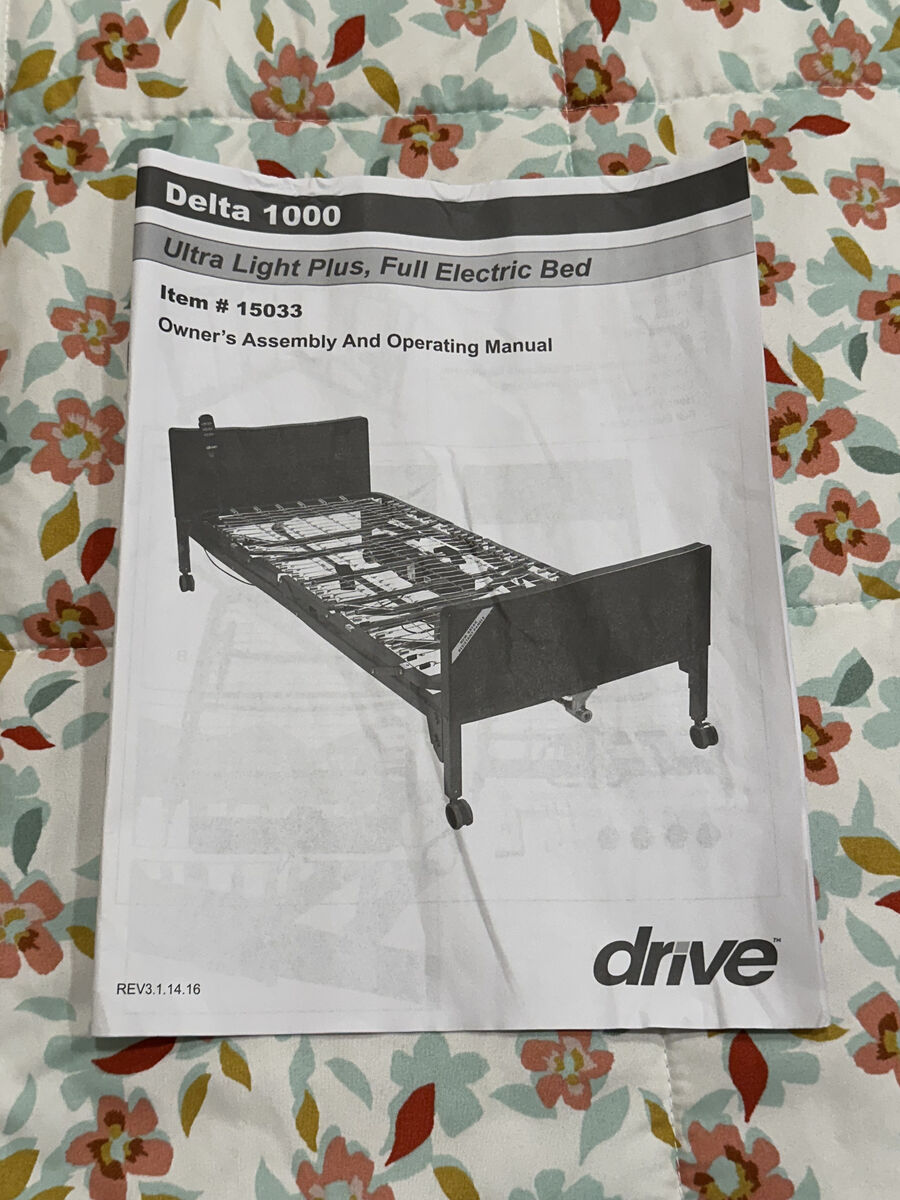 Delta 1000
Ultra Light Plus, Full Electric Bed
Item # 15033
Owner's Assembly And Operating Manual
drive™
REV3.1.14.16